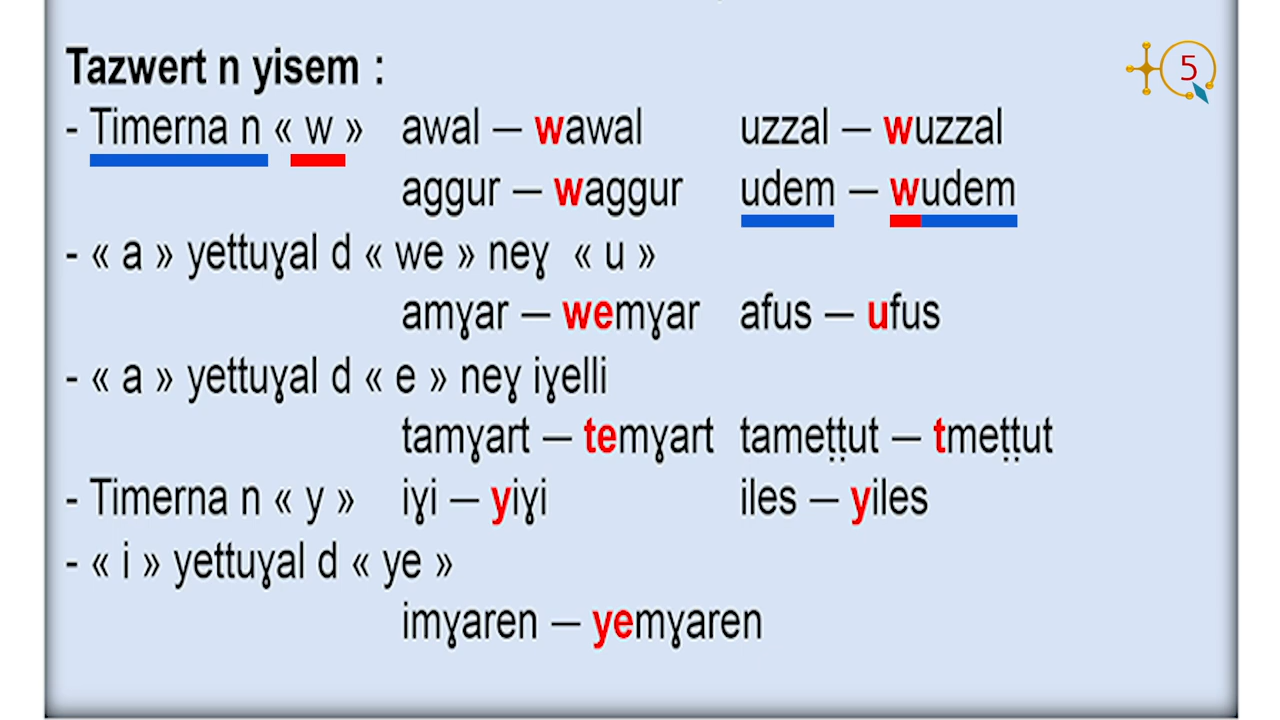 Tazwert n yisem :
5
- Timerna n « w » awal – wawal uzzal – wuzzal
aggur – waggur udem – wudem
- « a » yettuɣal d « we » neɣ « u »
amɣar – wemɣar afus – ufus
- « a » yettuɣal d « e » neɣ iɣelli
tamɣart – temɣart tameṭṭut – tmeṭṭut
- Timerna n « y » iɣi – yiɣi iles – yiles
- « i » yettuɣal d « ye »
imɣaren – yemɣaren